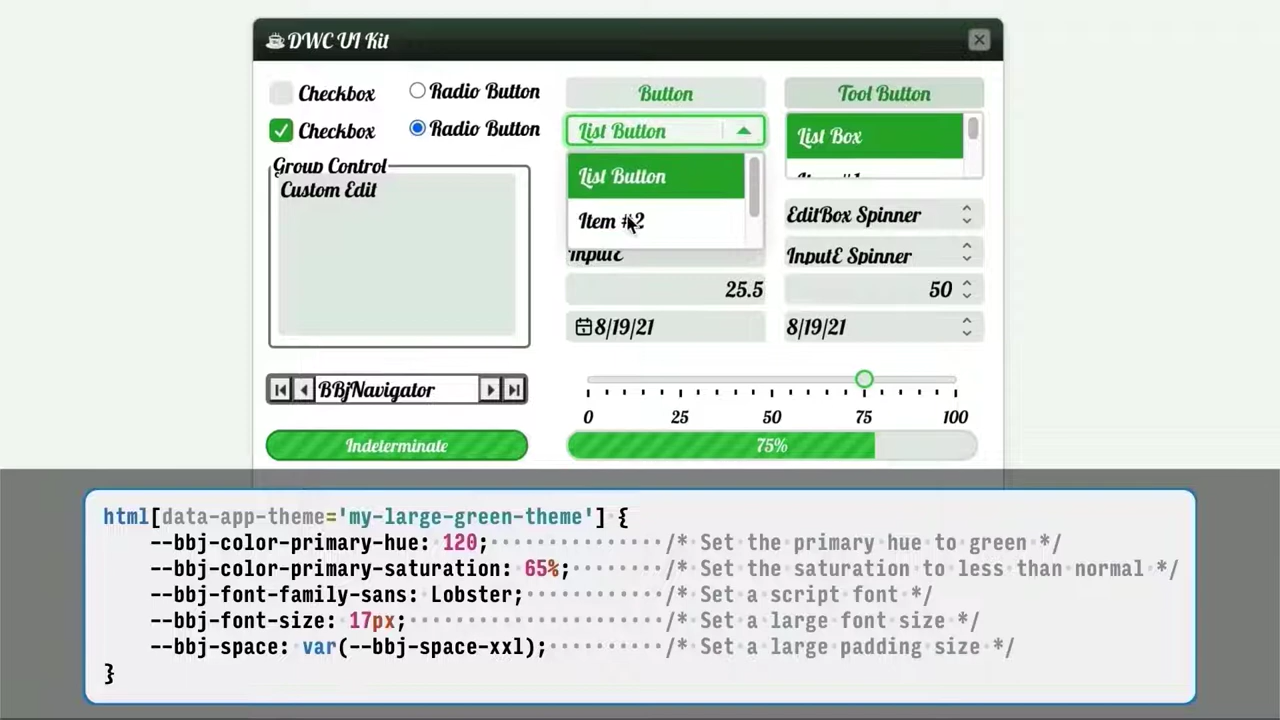 DWC UI Kit
Checkbox
Radio Button
Button
Tool Button
Checkbox
Radio Button
List Button
List Box
Group Control
Custom Edit
List Button
Item #1
Item #2
EditBox Spinner
InputE
InputE Spinner
25.5
50
8/19/21
8/19/21
BBjNavigator
0 25 50 75 100
Indeterminate
75%
html[data-app-theme='my-large-green-theme'] {
--bbj-color-primary-hue: 120; /* Set the primary hue to green */
--bbj-color-primary-saturation: 65%; /* Set the saturation to less than normal */
--bbj-font-family-sans: Lobster; /* Set a script font */
--bbj-font-size: 17px; /* Set a large font size */
--bbj-space: var(--bbj-space-xxl); /* Set a large padding size */
}